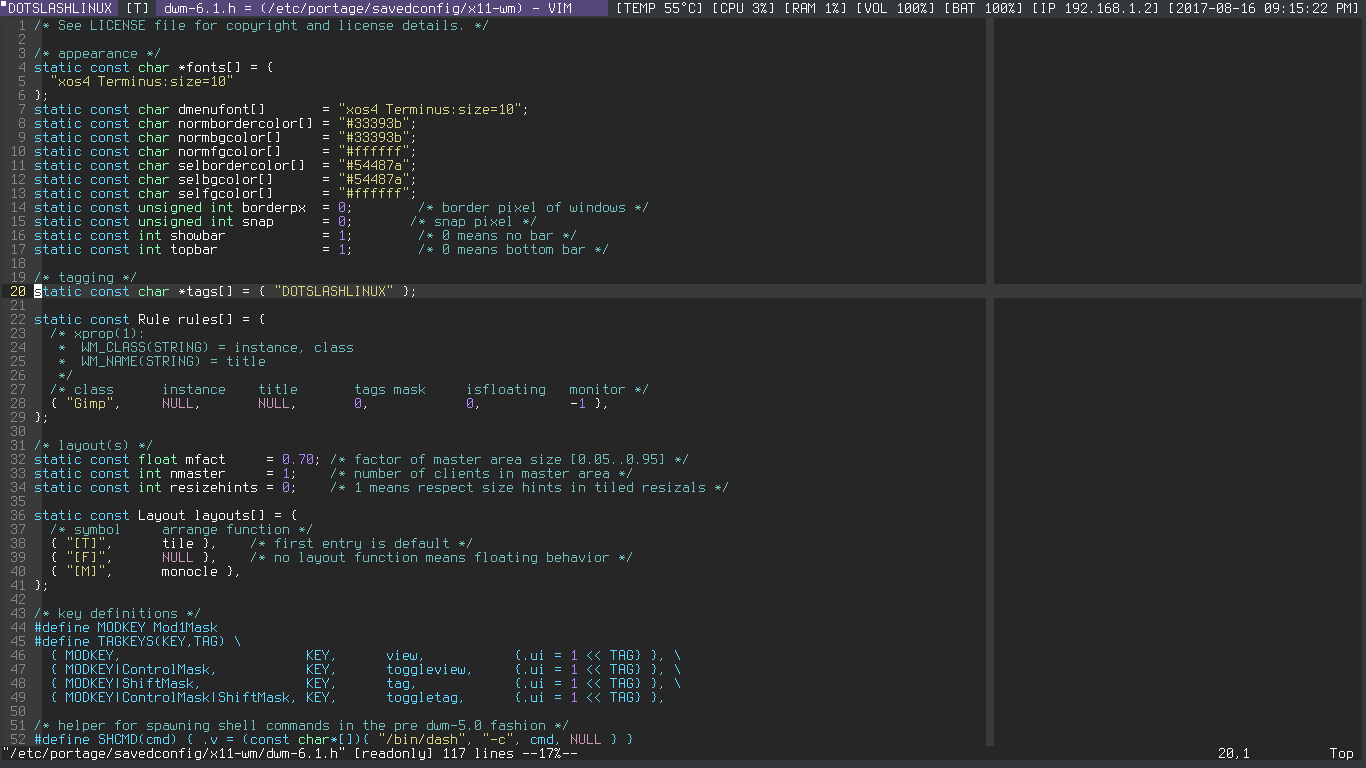 DOTSLASHLINUX [T] dwm-6.1.h = (/etc/portage/savedconfig/x11-wm) - VIM [TEMP 55°C] [CPU 3%] [RAM 1%] [VOL 100%] [BAT 100%] [IP 192.168.1.2] [2017-08-16 09:15:22 PM]
1 /* See LICENSE file for copyright and license details. */
2
3 /* appearance */
4 static const char *fonts[] = {
5   "xos4 Terminus:size=10"
6 };
7 static const char dmenufont[]       = "xos4 Terminus:size=10";
8 static const char normbordercolor[] = "#33393b";
9 static const char normbgcolor[]     = "#33393b";
10 static const char normfgcolor[]     = "#ffffff";
11 static const char selbordercolor[]  = "#54487a";
12 static const char selbgcolor[]      = "#54487a";
13 static const char selfgcolor[]      = "#ffffff";
14 static const unsigned int borderpx  = 0;        /* border pixel of windows */
15 static const unsigned int snap      = 0;       /* snap pixel */
16 static const int showbar            = 1;        /* 0 means no bar */
17 static const int topbar             = 1;        /* 0 means bottom bar */
18
19 /* tagging */
20 static const char *tags[] = { "DOTSLASHLINUX" };
21
22 static const Rule rules[] = {
23   /* xprop(1):
24    *  WM_CLASS(STRING) = instance, class
25    *  WM_NAME(STRING) = title
26    */
27   /* class      instance    title       tags mask     isfloating   monitor */
28   { "Gimp",     NULL,       NULL,       0,            0,           -1 },
29 };
30
31 /* layout(s) */
32 static const float mfact     = 0.70; /* factor of master area size [0.05..0.95] */
33 static const int nmaster     = 1;    /* number of clients in master area */
34 static const int resizehints = 0;    /* 1 means respect size hints in tiled resizals */
35
36 static const Layout layouts[] = {
37   /* symbol     arrange function */
38   { "[T]",      tile },    /* first entry is default */
39   { "[F]",      NULL },    /* no layout function means floating behavior */
40   { "[M]",      monocle },
41 };
42
43 /* key definitions */
44 #define MODKEY Mod1Mask
45 #define TAGKEYS(KEY,TAG) \
46   { MODKEY,                       KEY,      view,           {.ui = 1 << TAG} }, \
47   { MODKEY|ControlMask,           KEY,      toggleview,     {.ui = 1 << TAG} }, \
48   { MODKEY|ShiftMask,             KEY,      tag,            {.ui = 1 << TAG} }, \
49   { MODKEY|ControlMask|ShiftMask, KEY,      toggletag,      {.ui = 1 << TAG} },
50
51 /* helper for spawning shell commands in the pre dwm-5.0 fashion */
52 #define SHCMD(cmd) { .v = (const char*[]){ "/bin/dash", "-c", cmd, NULL } }
"/etc/portage/savedconfig/x11-wm/dwm-6.1.h" [readonly] 117 lines --17%-- 20,1 Top